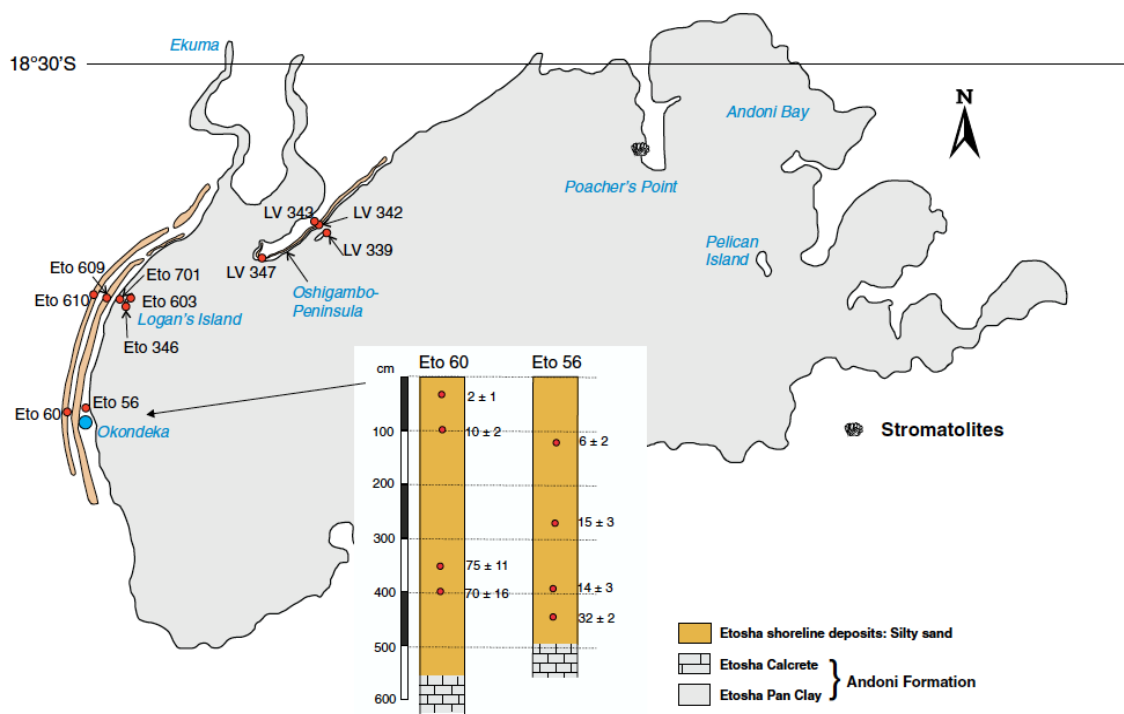 Ekuma
18°30'S
N
Andoni Bay
Poacher's Point
LV 343
LV 342
LV 339
LV 347
Pelican
Island
Oshigambo-
Peninsula
Eto 609
Eto 701
Eto 610
Eto 603
Logan's Island
Eto 346
Eto 60
Eto 56
Okondeka
Stromatolites
cm
Eto 60
Eto 56
100
200
300
400
500
600
2 ± 1
10 ± 2
75 ± 11
70 ± 16
6 ± 2
15 ± 3
14 ± 3
32 ± 2
Etosha shoreline deposits: Silty sand
Etosha Calcrete
Etosha Pan Clay
} Andoni Formation